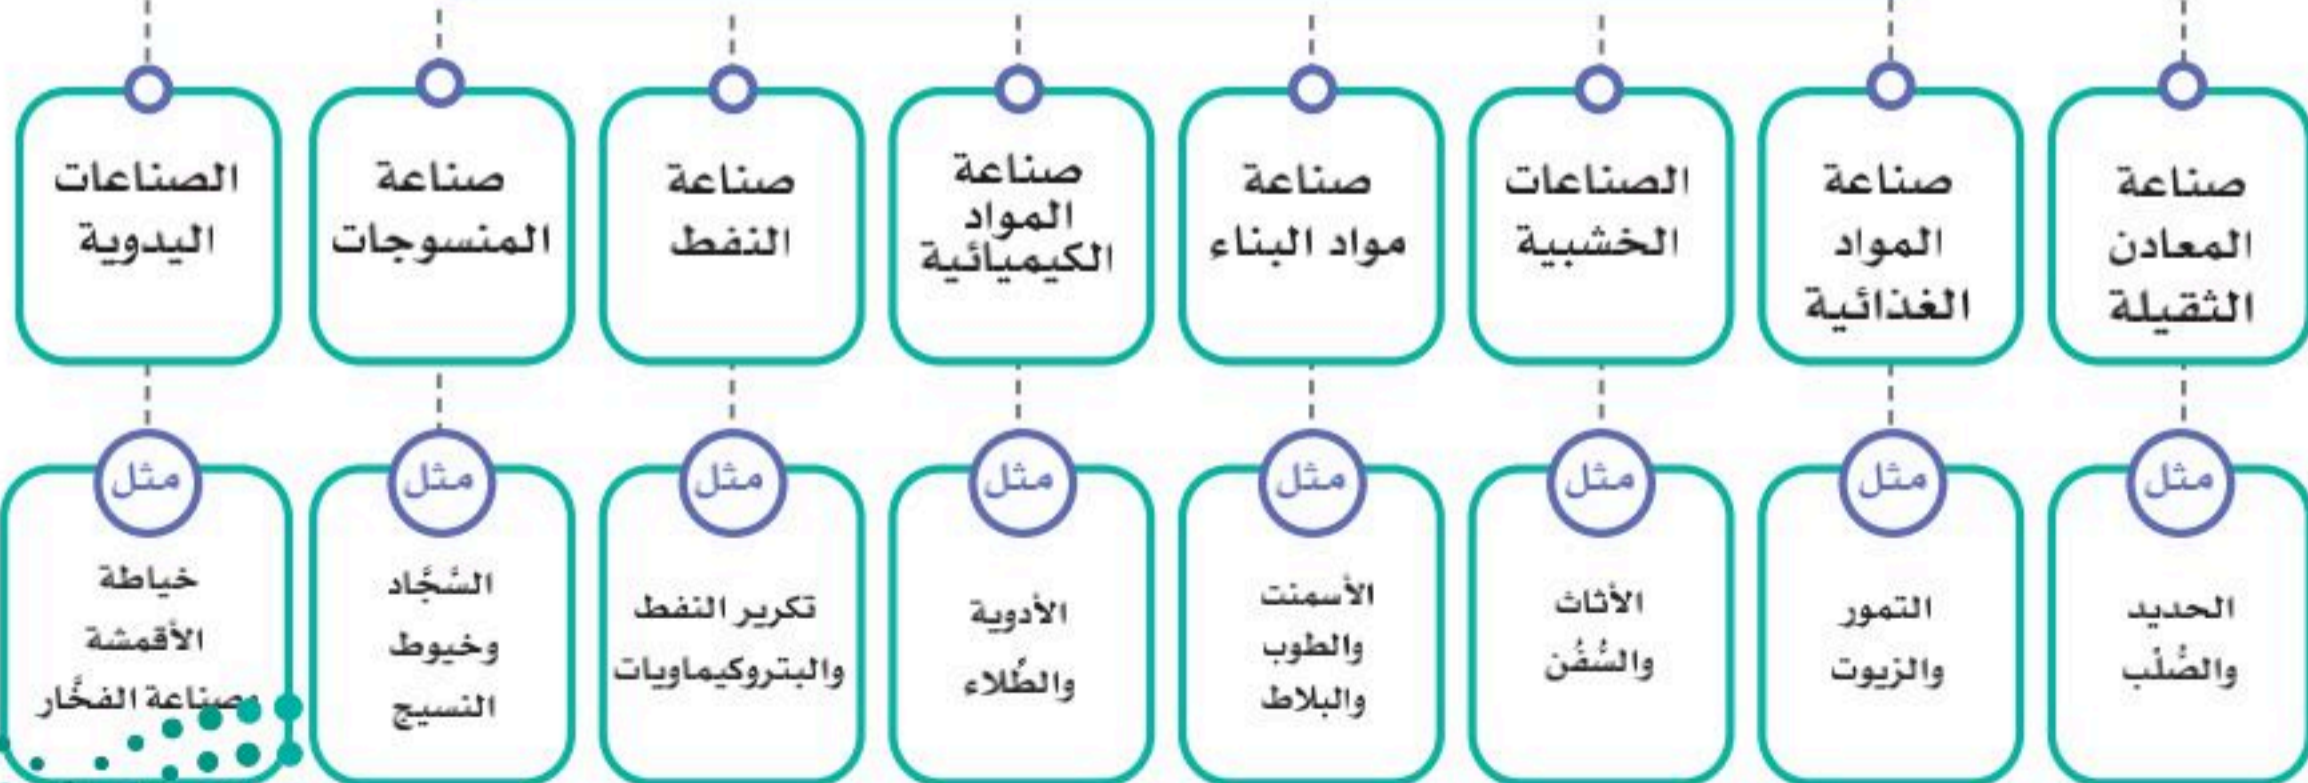 صناعة
المعادن
الثقيلة
مثل
الحديد
والصُّلْب
صناعة
المواد
الغذائية
مثل
التمور
والزيوت
الصناعات
الخشبية
مثل
الأثاث
والسُّفُن
صناعة
مواد البناء
مثل
الأسمنت
والطوب
والبلاط
صناعة
المواد
الكيميائية
مثل
الأدوية
والطِّلاء
صناعة
النفط
مثل
تكرير النفط
والبتروكيماويات
صناعة
المنسوجات
مثل
السَّجَّاد
وخيوط
النسيج
الصناعات
اليدوية
مثل
خياطة
الأقمشة
وصناعة الفخَّار